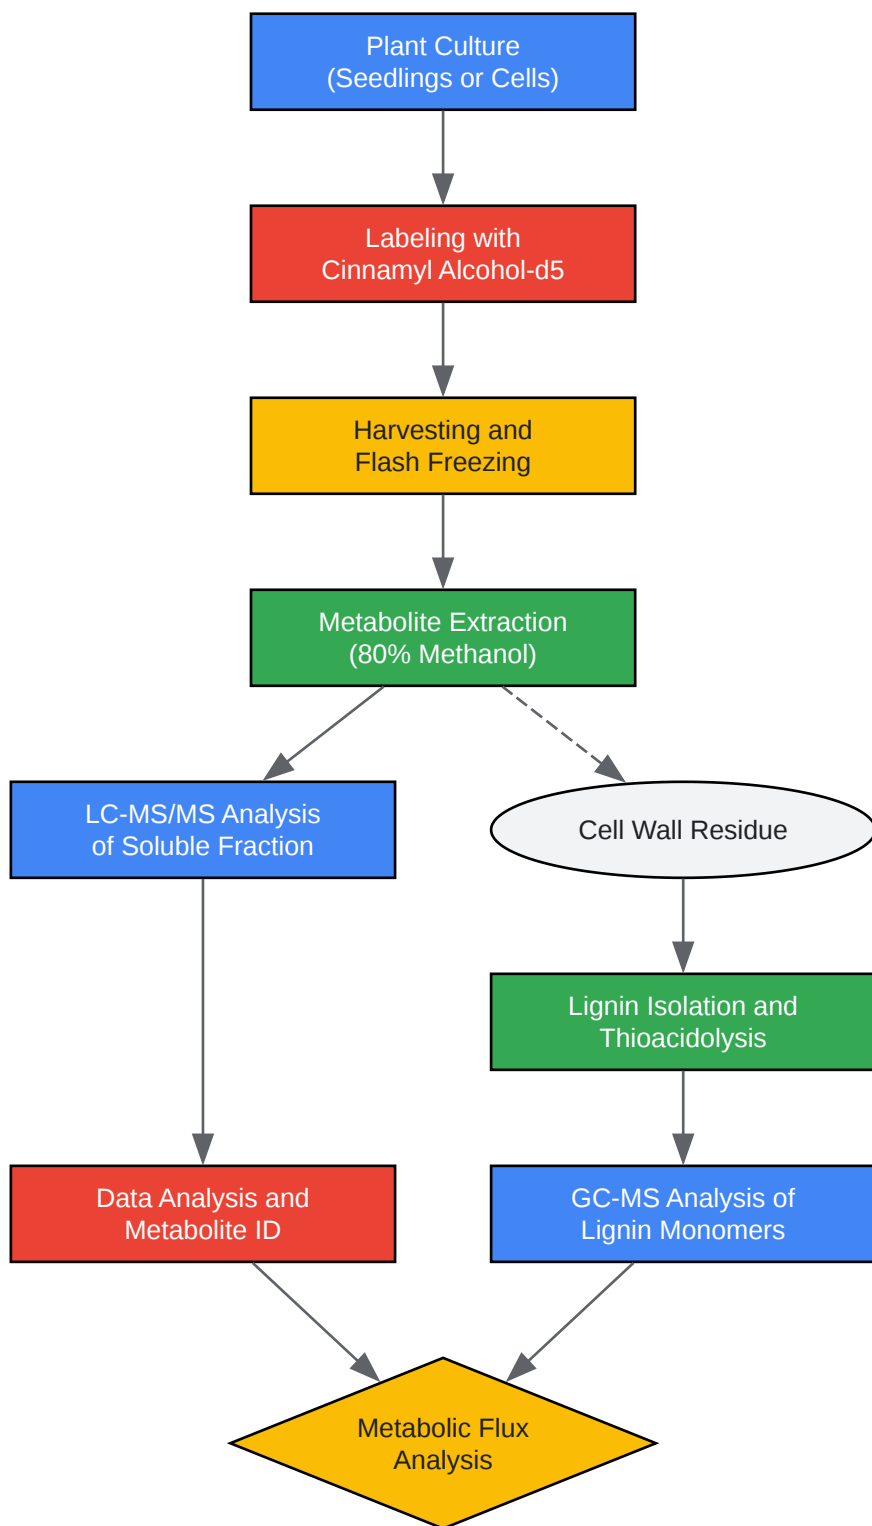 Plant Culture
(Seedlings or Cells)
Labeling with
Cinnamyl Alcohol-d5
Harvesting and
Flash Freezing
Metabolite Extraction
(80% Methanol)
LC-MS/MS Analysis
of Soluble Fraction
Cell Wall Residue
Lignin Isolation and
Thioacidolysis
Data Analysis and
Metabolite ID
GC-MS Analysis of
Lignin Monomers
Metabolic Flux
Analysis